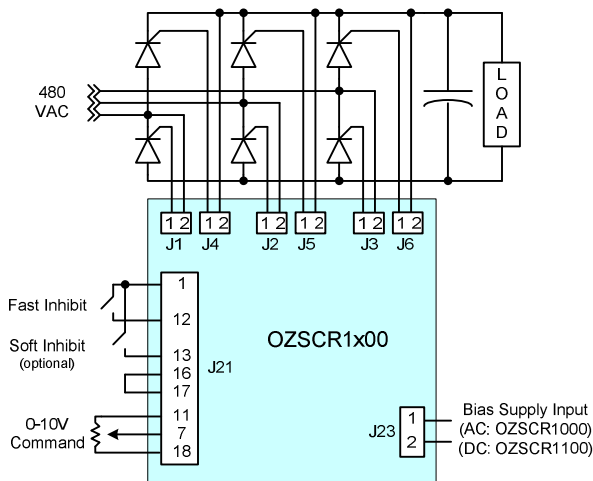 480
VAC
L
O
A
D
1 2
1 2
1 2
1 2
1 2
1 2
J1
J4
J2
J5
J3
J6
Fast Inhibit
Soft Inhibit
(optional)
0-10V
Command
1
12
13
16
17
11
7
18
J21
OZSCR1x00
J23
1
2
Bias Supply Input
(AC: OZSCR1000)
(DC: OZSCR1100)